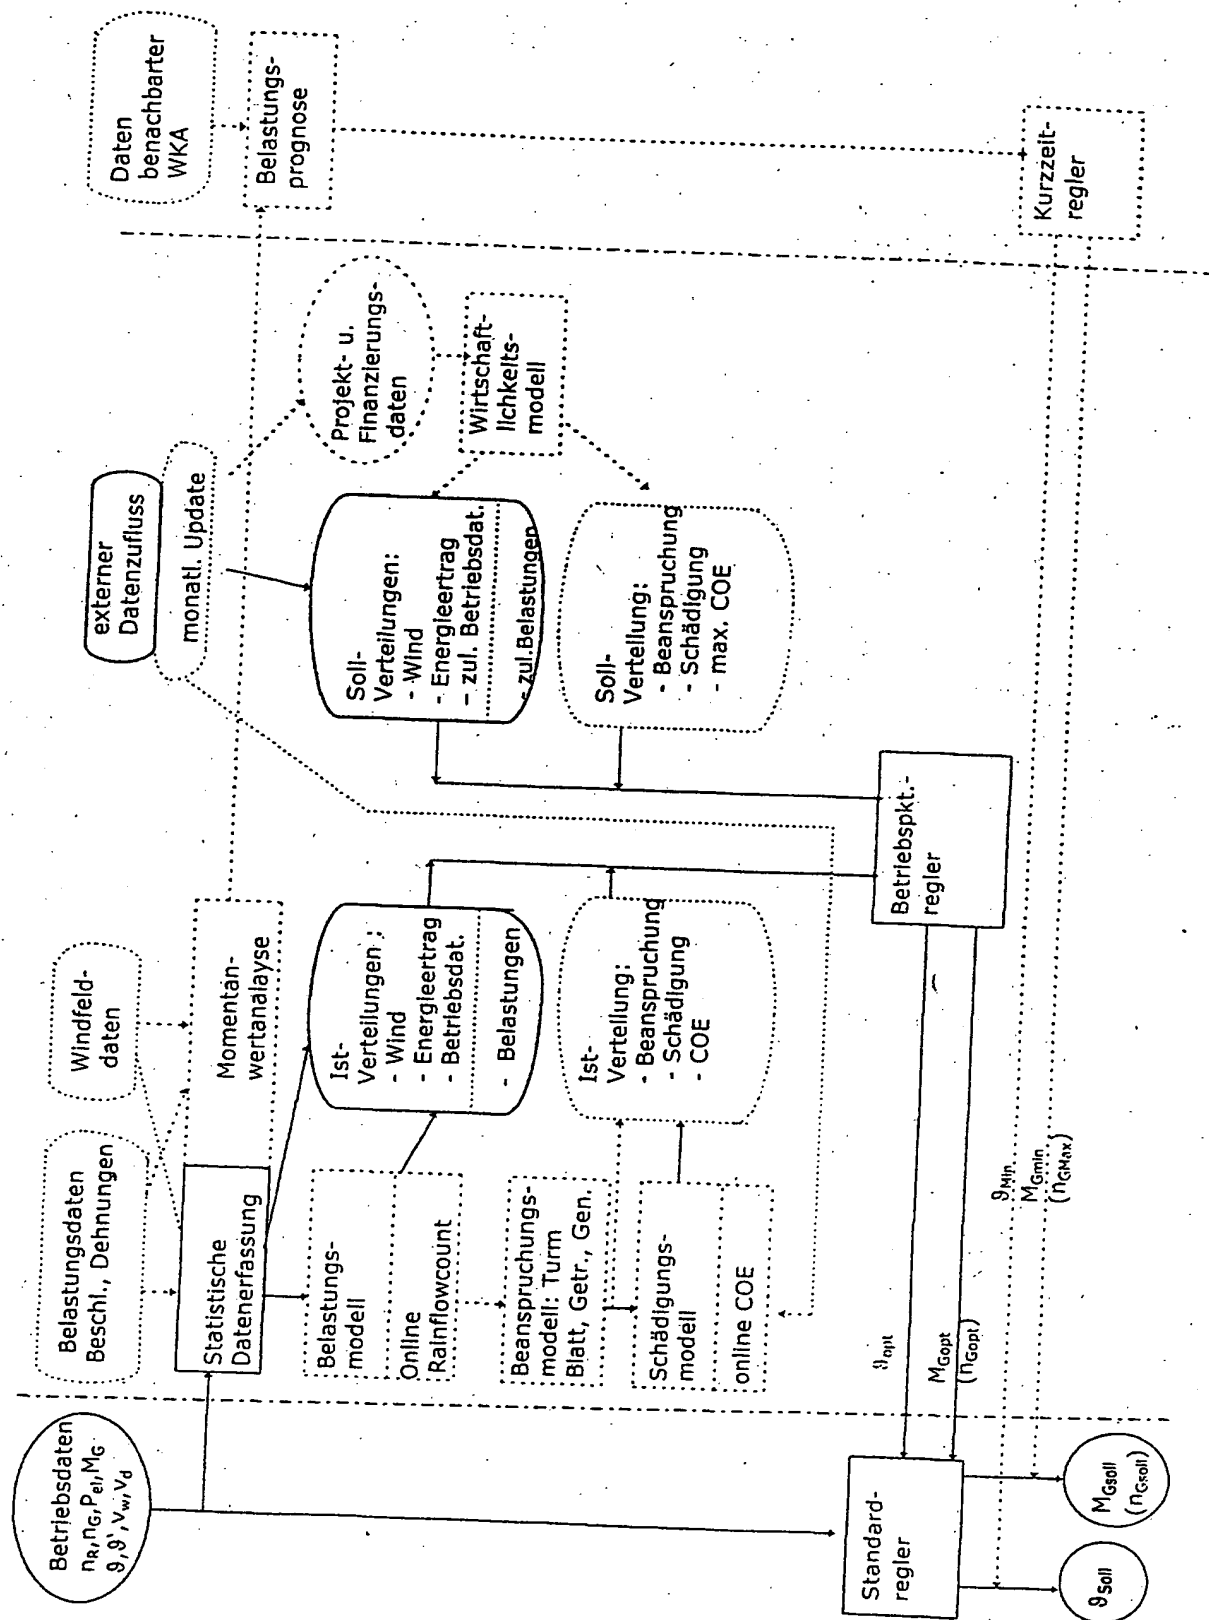 Betriebsdaten
n_R,n_G,P_el,M_G
ϑ,ϑ',v_w,v_d
Standard-
regler
ϑ_Soll
M_Gsoll
(n_Gsoll)
Belastungsdaten
Beschl., Dehnungen
Windfeld-
daten
Statistische
Datenerfassung
Momentan-
wertanalyse
Belastungs-
modell
Online
Rainflowcount
Beanspruchungs-
modell: Turm
Blatt, Getr., Gen.
Schädigungs-
modell
online COE
Ist-
Verteilungen :
- Wind
- Energieertrag
- Betriebsdat.
- Belastungen
Ist-
Verteilung:
- Beanspruchung
- Schädigung
- COE
ϑ_opt
M_Gopt
(n_Gopt)
ϑ_Min
M_Gmin
(n_GMax)
Betriebspkt.-
regler
externer
Datenzufluss
monatl. Update
Soll-
Verteilungen:
- Wind
- Energieertrag
- zul. Betriebsdat.
- zul.Belastungen
Soll-
Verteilung:
- Beanspruchung
- Schädigung
- max. COE
Projekt- u.
Finanzierungs-
daten
Wirtschaft-
lichkeits-
modell
Daten
benachbarter
WKA
Belastungs-
prognose
Kurzzeit-
regler